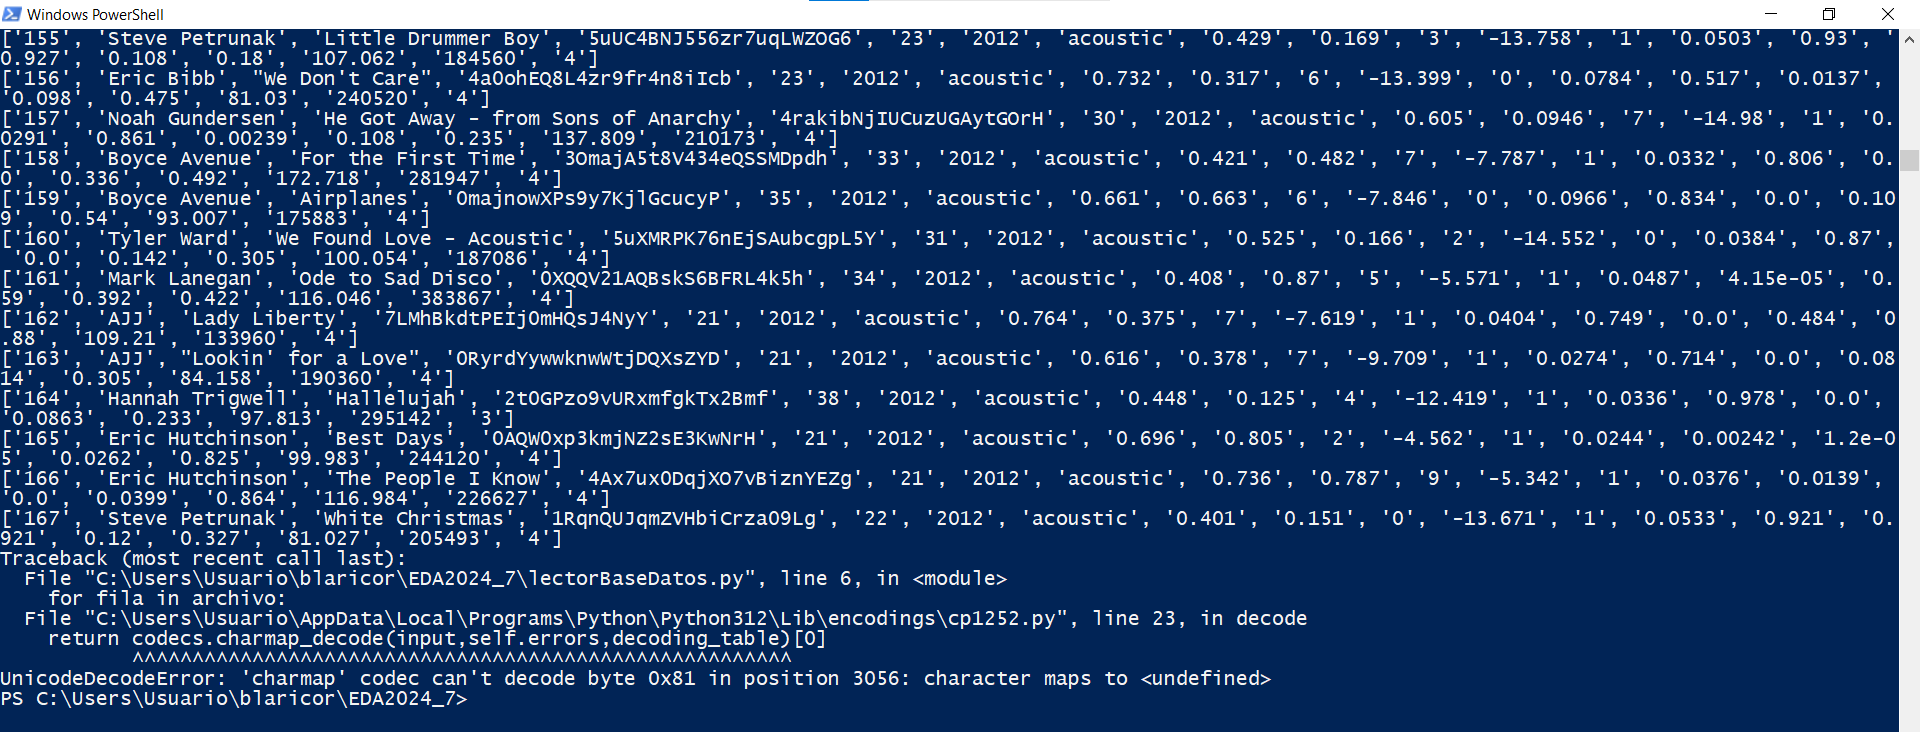 Windows PowerShell
['155', 'Steve Petrunak', 'Little Drummer Boy', '5uUC4BNJ556zr7uqLWZOG6', '23', '2012', 'acoustic', '0.429', '0.169', '3', '-13.758', '1', '0.0503', '0.93', '
0.927', '0.108', '0.18', '107.062', '184560', '4']
['156', 'Eric Bibb', "We Don't Care", '4a0ohEQ8L4zr9fr4n8iIcb', '23', '2012', 'acoustic', '0.732', '0.317', '6', '-13.399', '0', '0.0784', '0.517', '0.0137',
'0.098', '0.475', '81.03', '240520', '4']
['157', 'Noah Gundersen', 'He Got Away - from Sons of Anarchy', '4rakibNjIUCuzUGAytGOrH', '30', '2012', 'acoustic', '0.605', '0.0946', '7', '-14.98', '1', '0.
0291', '0.861', '0.00239', '0.108', '0.235', '137.809', '210173', '4']
['158', 'Boyce Avenue', 'For the First Time', '3OmajA5t8V434eQSSMDpdh', '33', '2012', 'acoustic', '0.421', '0.482', '7', '-7.787', '1', '0.0332', '0.806', '0.
0', '0.336', '0.492', '172.718', '281947', '4']
['159', 'Boyce Avenue', 'Airplanes', '0majnowXPs9y7KjlGcucyP', '35', '2012', 'acoustic', '0.661', '0.663', '6', '-7.846', '0', '0.0966', '0.834', '0.0', '0.10
9', '0.54', '93.007', '175883', '4']
['160', 'Tyler Ward', 'We Found Love - Acoustic', '5uXMRPK76nEjSAubcgpL5Y', '31', '2012', 'acoustic', '0.525', '0.166', '2', '-14.552', '0', '0.0384', '0.87',
'0.0', '0.142', '0.305', '100.054', '187086', '4']
['161', 'Mark Lanegan', 'Ode to Sad Disco', '0XQQV21AQBskS6BFRL4k5h', '34', '2012', 'acoustic', '0.408', '0.87', '5', '-5.571', '1', '0.0487', '4.15e-05', '0.
59', '0.392', '0.422', '116.046', '383867', '4']
['162', 'AJJ', 'Lady Liberty', '7LMhBkdtPEIj0mHQsJ4NyY', '21', '2012', 'acoustic', '0.764', '0.375', '7', '-7.619', '1', '0.0404', '0.749', '0.0', '0.484', '0
.88', '109.21', '133960', '4']
['163', 'AJJ', "Lookin' for a Love", '0RyrdYywwknwWtjDQXsZYD', '21', '2012', 'acoustic', '0.616', '0.378', '7', '-9.709', '1', '0.0274', '0.714', '0.0', '0.08
14', '0.305', '84.158', '190360', '4']
['164', 'Hannah Trigwell', 'Hallelujah', '2t0GPzo9vURxmfgkTx2Bmf', '38', '2012', 'acoustic', '0.448', '0.125', '4', '-12.419', '1', '0.0336', '0.978', '0.0',
'0.0863', '0.233', '97.813', '295142', '3']
['165', 'Eric Hutchinson', 'Best Days', '0AQW0xp3kmjNZ2sE3KwNrH', '21', '2012', 'acoustic', '0.696', '0.805', '2', '-4.562', '1', '0.0244', '0.00242', '1.2e-0
5', '0.0262', '0.825', '99.983', '244120', '4']
['166', 'Eric Hutchinson', 'The People I Know', '4Ax7ux0DqjXO7vBiznYEZg', '21', '2012', 'acoustic', '0.736', '0.787', '9', '-5.342', '1', '0.0376', '0.0139',
'0.0', '0.0399', '0.864', '116.984', '226627', '4']
['167', 'Steve Petrunak', 'White Christmas', '1RqnQUJqmZVHbiCrza09Lg', '22', '2012', 'acoustic', '0.401', '0.151', '0', '-13.671', '1', '0.0533', '0.921', '0.
921', '0.12', '0.327', '81.027', '205493', '4']
Traceback (most recent call last):
  File "C:\Users\Usuario\blaricor\EDA2024_7\lectorBaseDatos.py", line 6, in <module>
    for fila in archivo:
  File "C:\Users\Usuario\AppData\Local\Programs\Python\Python312\Lib\encodings\cp1252.py", line 23, in decode
    return codecs.charmap_decode(input,self.errors,decoding_table)[0]
           ^^^^^^^^^^^^^^^^^^^^^^^^^^^^^^^^^^^^^^^^^^^^^^^^^^^^^^^
UnicodeDecodeError: 'charmap' codec can't decode byte 0x81 in position 3056: character maps to <undefined>
PS C:\Users\Usuario\blaricor\EDA2024_7>